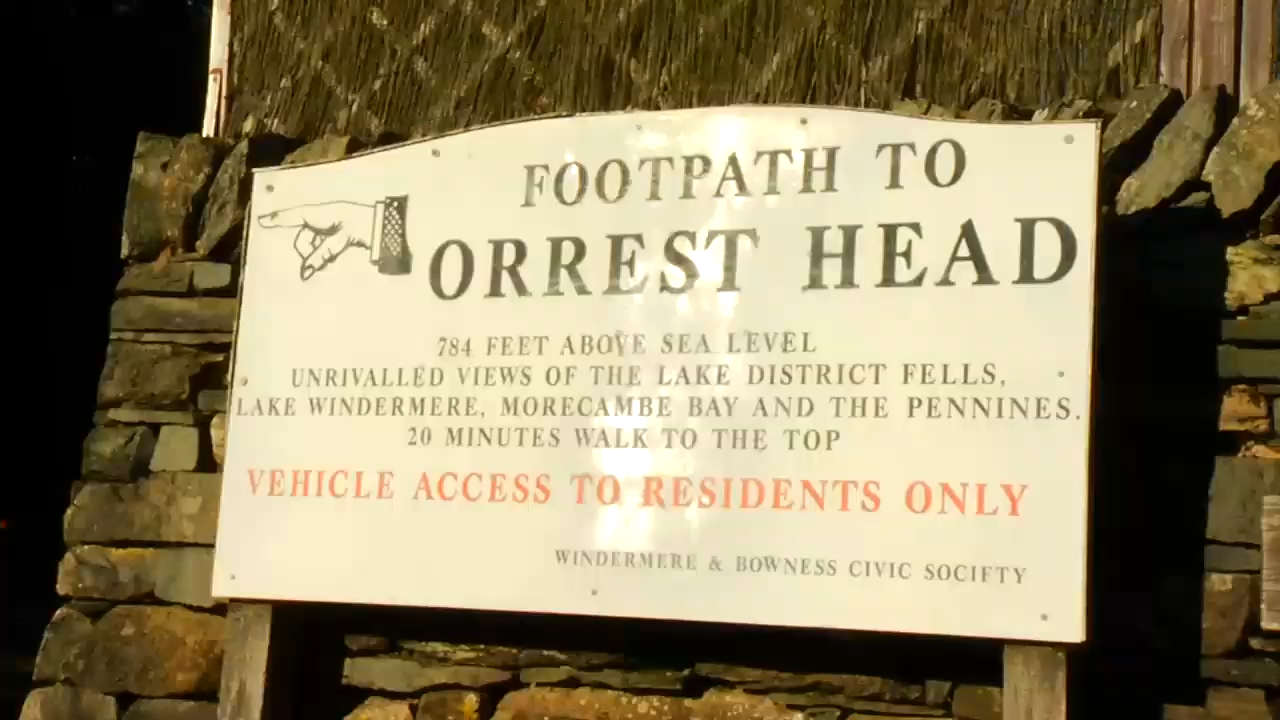 FOOTPATH TO
ORREST HEAD
784 FEET ABOVE SEA LEVEL
UNRIVALLED VIEWS OF THE LAKE DISTRICT FELLS,
LAKE WINDERMERE, MORECAMBE BAY AND THE PENNINES.
20 MINUTES WALK TO THE TOP
VEHICLE ACCESS TO RESIDENTS ONLY
WINDERMERE & BOWNESS CIVIC SOCIETY